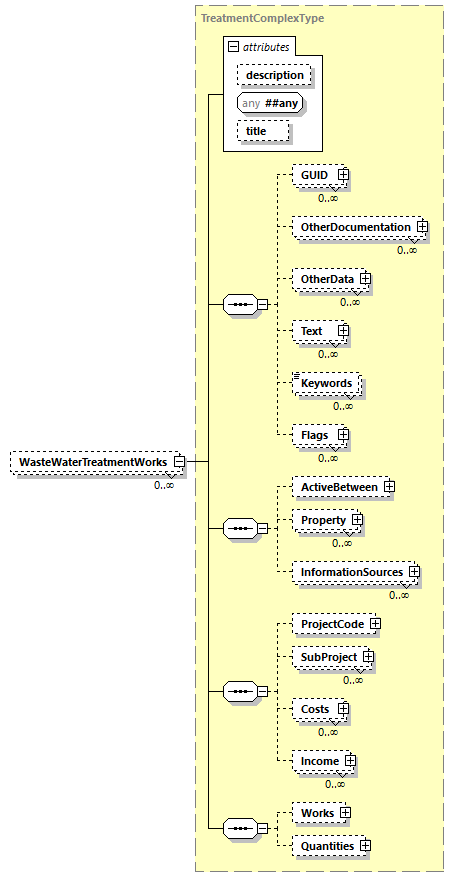 TreatmentComplexType
attributes
description
any ##any
title
GUID
0..∞
OtherDocumentation
0..∞
OtherData
0..∞
Text
0..∞
Keywords
0..∞
Flags
0..∞
WasteWaterTreatmentWorks
0..∞
ActiveBetween
Property
0..∞
InformationSources
0..∞
ProjectCode
SubProject
0..∞
Costs
0..∞
Income
0..∞
Works
Quantities